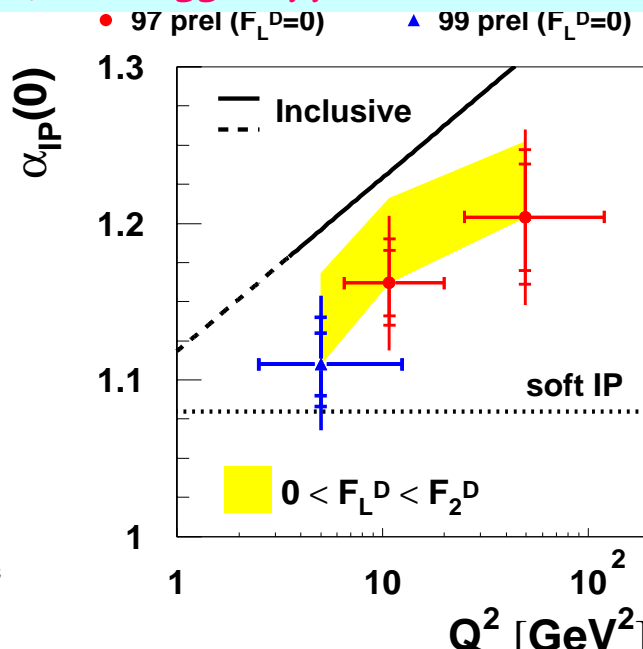 97 prel (F_L^D=0) 99 prel (F_L^D=0)
α_IP(0)
1.3
Inclusive
1.2
1.1
soft IP
0 < F_L^D < F_2^D
1
1 10 10^2
Q^2 [GeV^2]